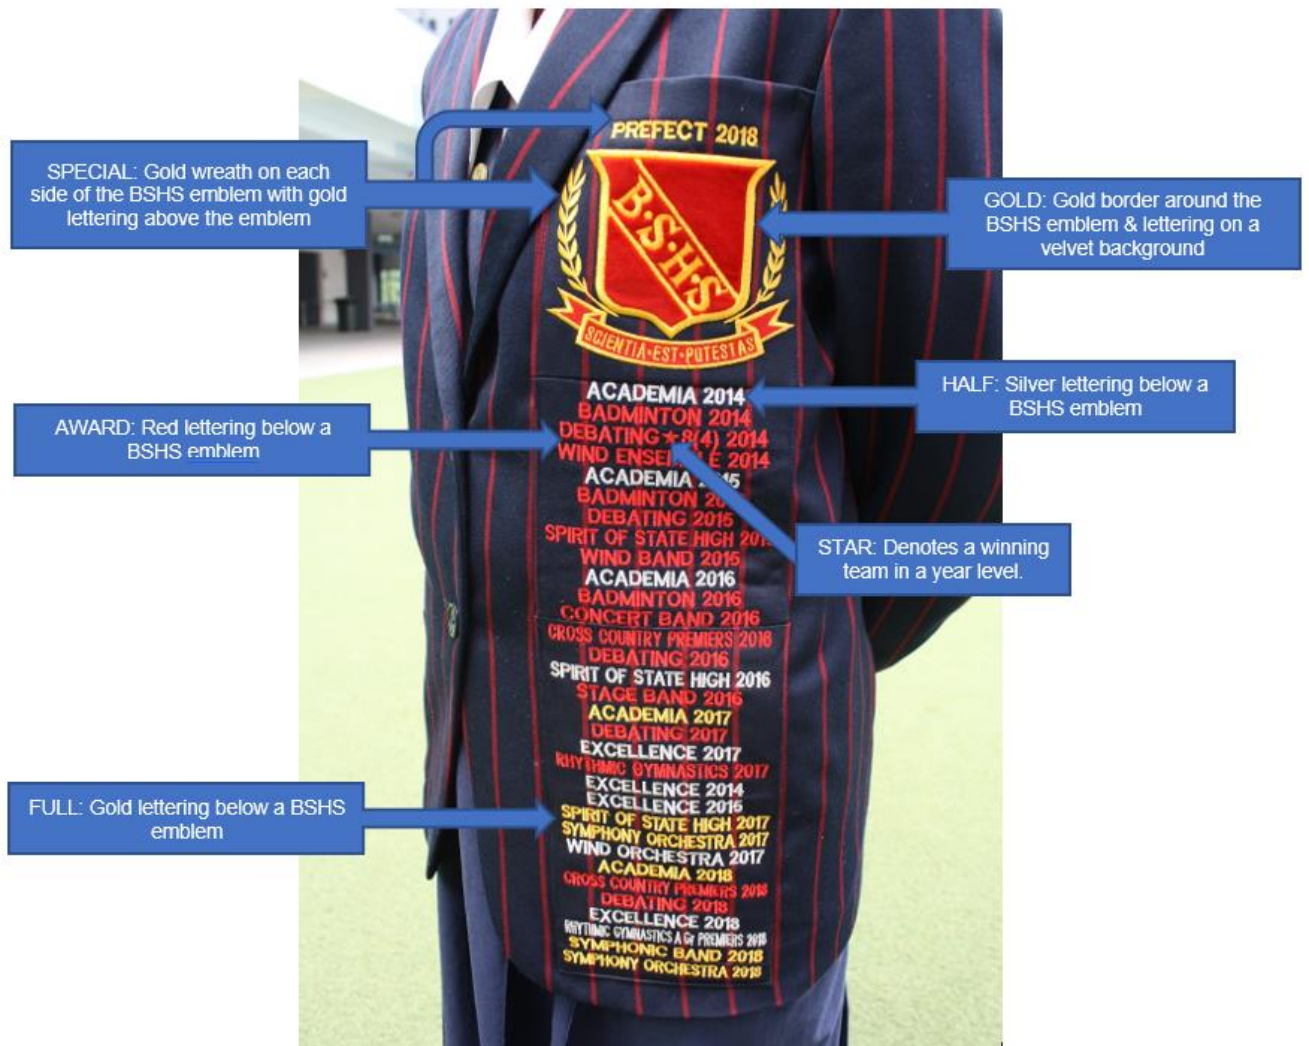 PREFECT 2018
SPECIAL: Gold wreath on each
side of the BSHS emblem with gold
lettering above the emblem
B·S·H·S
GOLD: Gold border around the
BSHS emblem & lettering on a
velvet background
SCIENTIA·EST·POTESTAS
HALF: Silver lettering below a
BSHS emblem
AWARD: Red lettering below a
BSHS emblem
ACADEMIA 2014
BADMINTON 2014
DEBATING★8(4) 2014
WIND 2014
ACADEMIA
BADMINTON
DEBATING 2015
SPIRIT OF STATE HIGH
WIND BAND 2015
ACADEMIA 2016
BADMINTON 2016
CONCERT BAND 2016
STAR: Denotes a winning
team in a year level.
CROSS COUNTRY PREMIERS 2016
DEBATING 2016
SPIRIT OF STATE HIGH 2016
STAGE BAND 2016
ACADEMIA 2017
DEBATING 2017
EXCELLENCE 2017
RHYTHMIC GYMNASTICS 2017
EXCELLENCE 2014
EXCELLENCE 2015
FULL: Gold lettering below a BSHS
emblem
SPIRIT OF STATE HIGH 2017
SYMPHONY ORCHESTRA 2017
WIND ORCHESTRA 2017
ACADEMIA 2018
CROSS COUNTRY PREMIERS 2018
DEBATING 2018
EXCELLENCE 2018
RHYTHMIC GYMNASTICS A Gr PREMIERS 2018
SYMPHONIC BAND 2018
SYMPHONY ORCHESTRA 2018